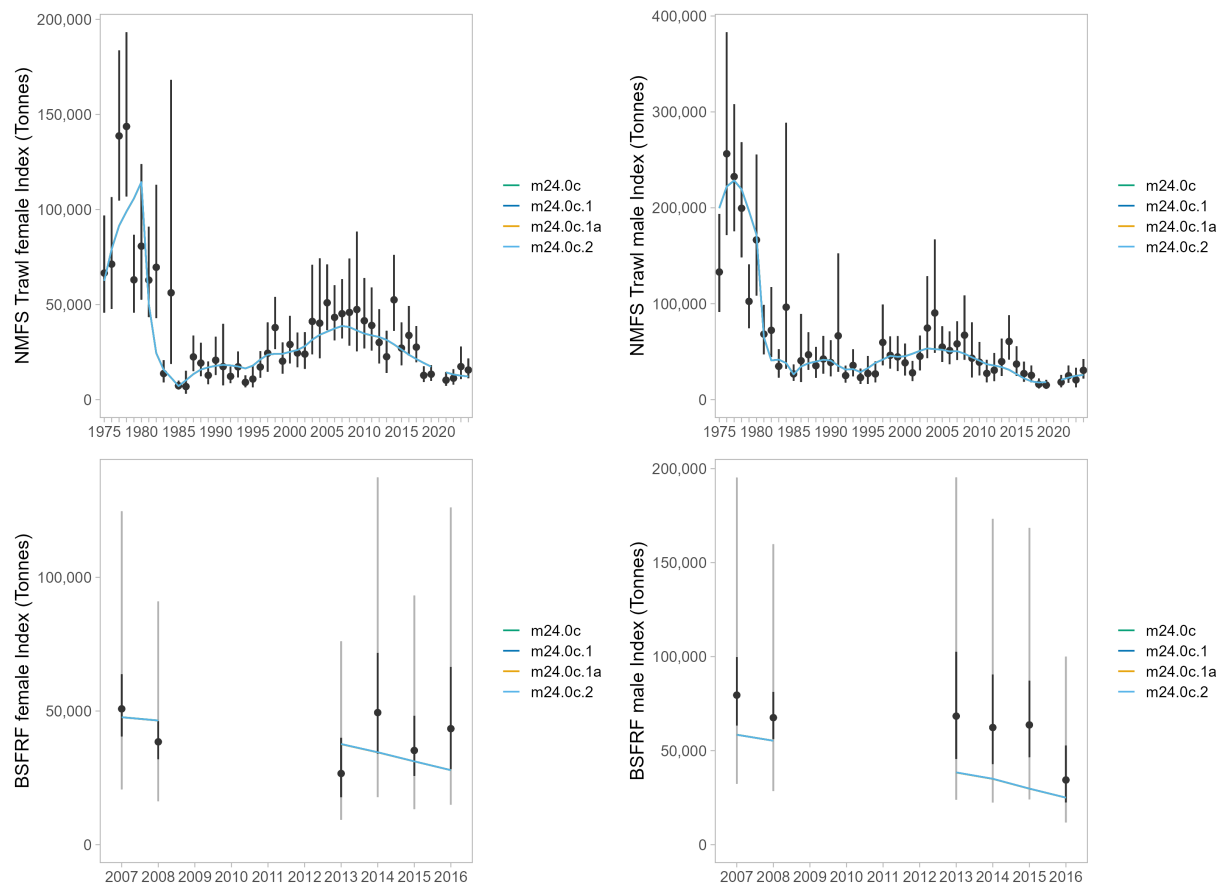 NMFS Trawl female Index (Tonnes)
200,000
150,000
100,000
50,000
0
1975 1980 1985 1990 1995 2000 2005 2010 2015 2020
m24.0c
m24.0c.1
m24.0c.1a
m24.0c.2
NMFS Trawl male Index (Tonnes)
400,000
300,000
200,000
100,000
0
1975 1980 1985 1990 1995 2000 2005 2010 2015 2020
m24.0c
m24.0c.1
m24.0c.1a
m24.0c.2
BSFRF female Index (Tonnes)
100,000
50,000
0
2007 2008 2009 2010 2011 2012 2013 2014 2015 2016
m24.0c
m24.0c.1
m24.0c.1a
m24.0c.2
BSFRF male Index (Tonnes)
200,000
150,000
100,000
50,000
0
2007 2008 2009 2010 2011 2012 2013 2014 2015 2016
m24.0c
m24.0c.1
m24.0c.1a
m24.0c.2